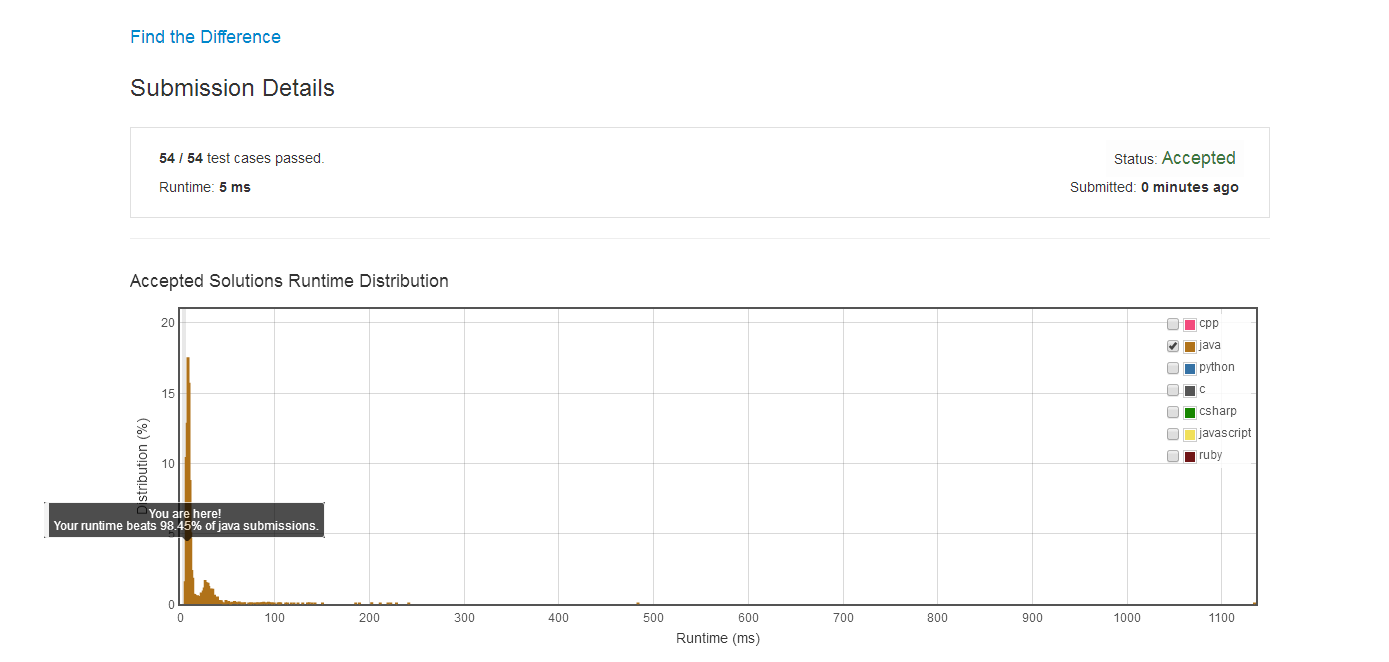 Find the Difference
Submission Details
54 / 54 test cases passed.
Status: Accepted
Runtime: 5 ms
Submitted: 0 minutes ago
Accepted Solutions Runtime Distribution
20
15
10
5
0
Distribution (%)
You are here!
Your runtime beats 98.45% of java submissions.
cpp
java
python
c
csharp
javascript
ruby
0 100 200 300 400 500 600 700 800 900 1000 1100
Runtime (ms)